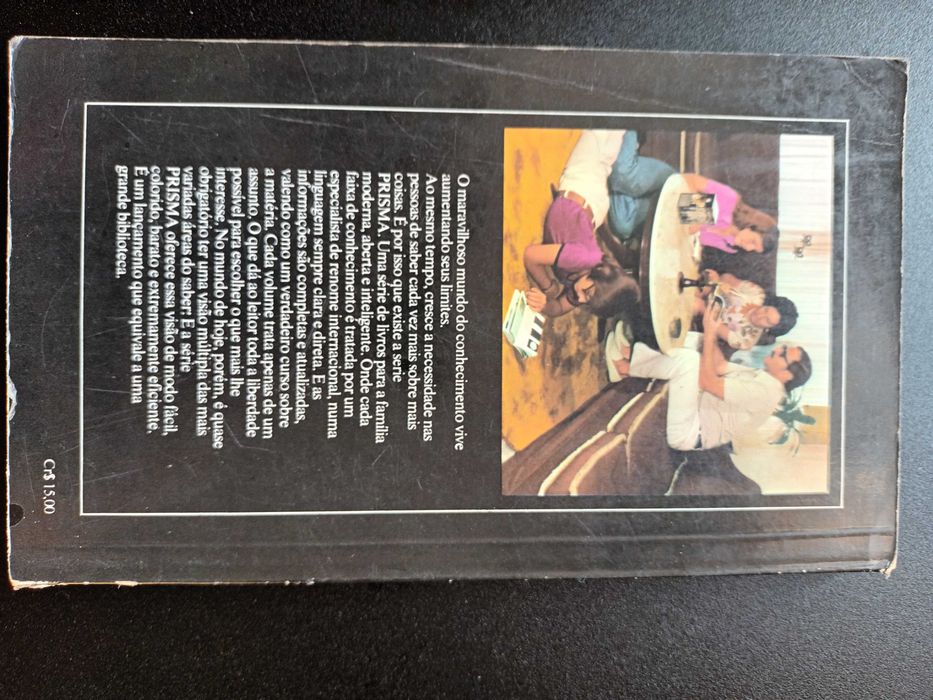 O maravilhoso mundo do conhecimento vive
aumentando seus limites.
Ao mesmo tempo, cresce a necessidade nas
pessoas de saber cada vez mais sobre mais
coisas. É por isso que existe a serie
PRISMA. Uma série de livros para a família
moderna, aberta e inteligente. Onde cada
faixa de conhecimento é tratada por um
especialista de renome internacional, numa
linguagem sempre clara e direta. E as
informações são completas e atualizadas,
valendo como um verdadeiro curso sobre
a matéria. Cada volume trata apenas de um
assunto. O que dá ao leitor toda a liberdade
possível para escolher o que mais lhe
interesse. No mundo de hoje, porém, é quase
obrigatório ter uma visão múltipla das mais
variadas áreas do saber. E a série
PRISMA oferece essa visão de modo fácil,
colorido, barato e extremamente eficiente.
É um lançamento que equivale a uma
grande biblioteca.
Cr$ 15,00